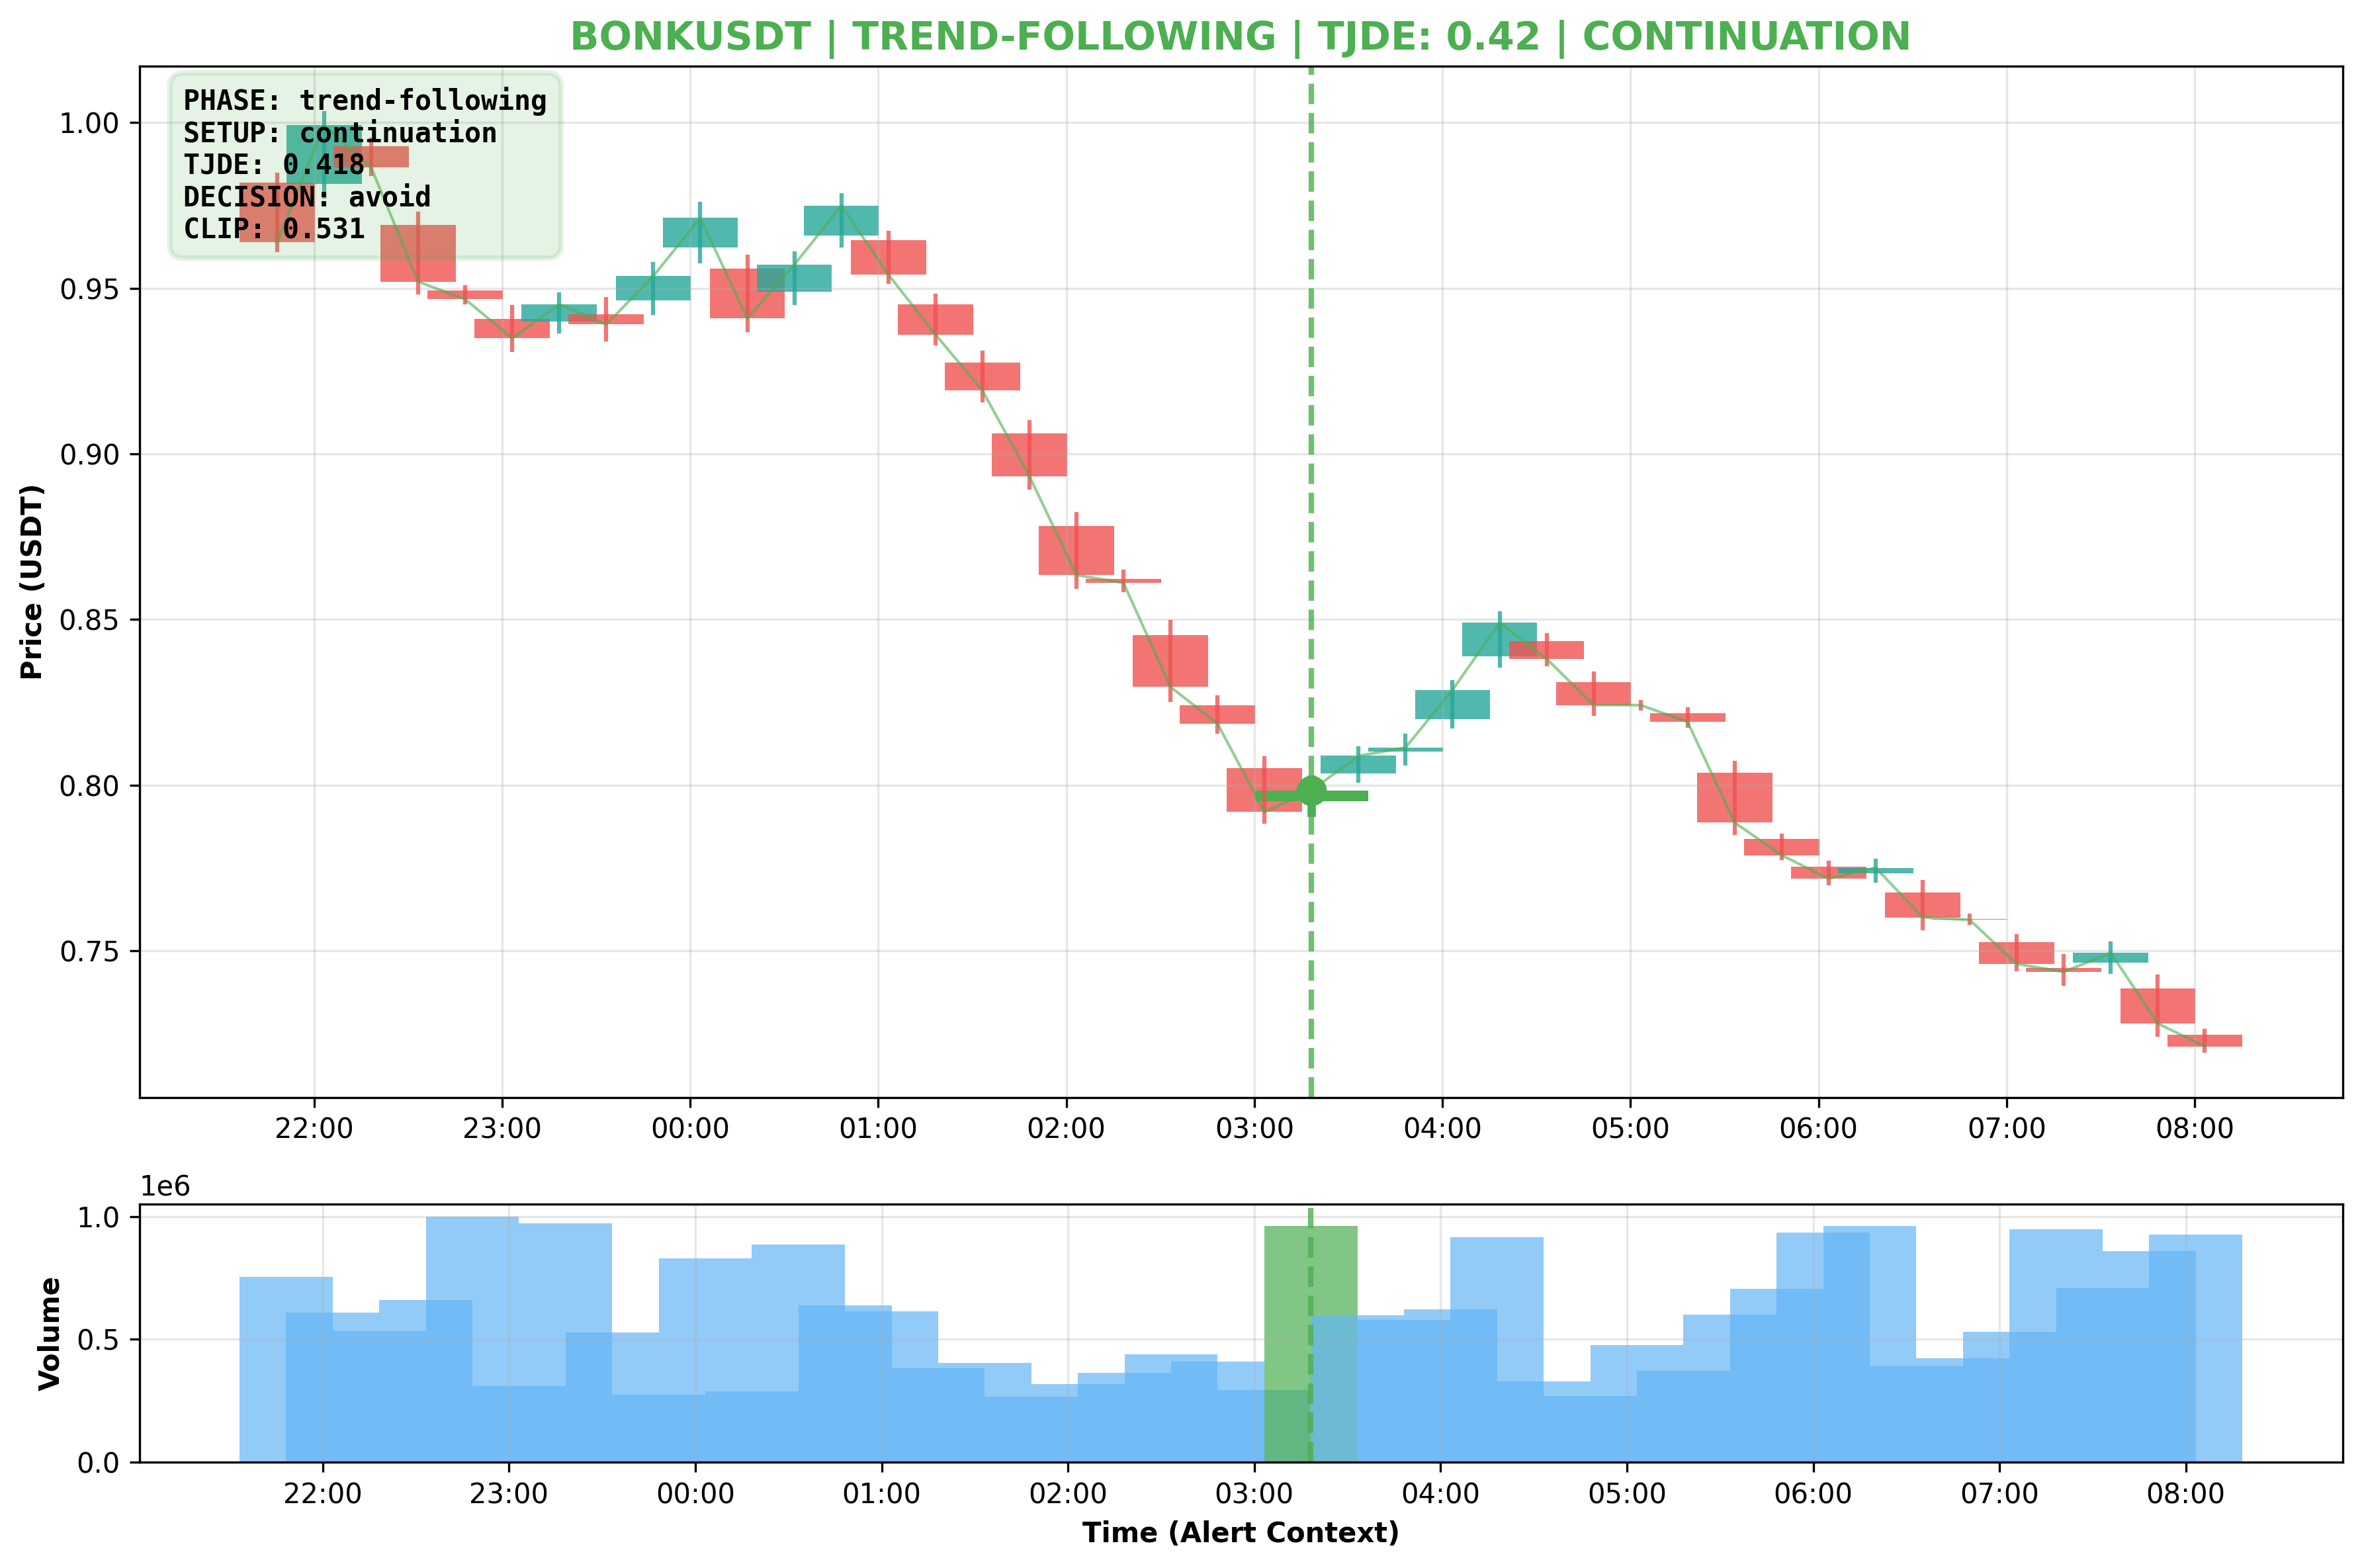 BONKUSDT | TREND-FOLLOWING | TJDE: 0.42 | CONTINUATION
PHASE: trend-following
SETUP: continuation
TJDE: 0.418
DECISION: avoid
CLIP: 0.531
Price (USDT)
1.00
0.95
0.90
0.85
0.80
0.75
22:00 23:00 00:00 01:00 02:00 03:00 04:00 05:00 06:00 07:00 08:00
1e6
Volume
1.0
0.5
0.0
22:00 23:00 00:00 01:00 02:00 03:00 04:00 05:00 06:00 07:00 08:00
Time (Alert Context)